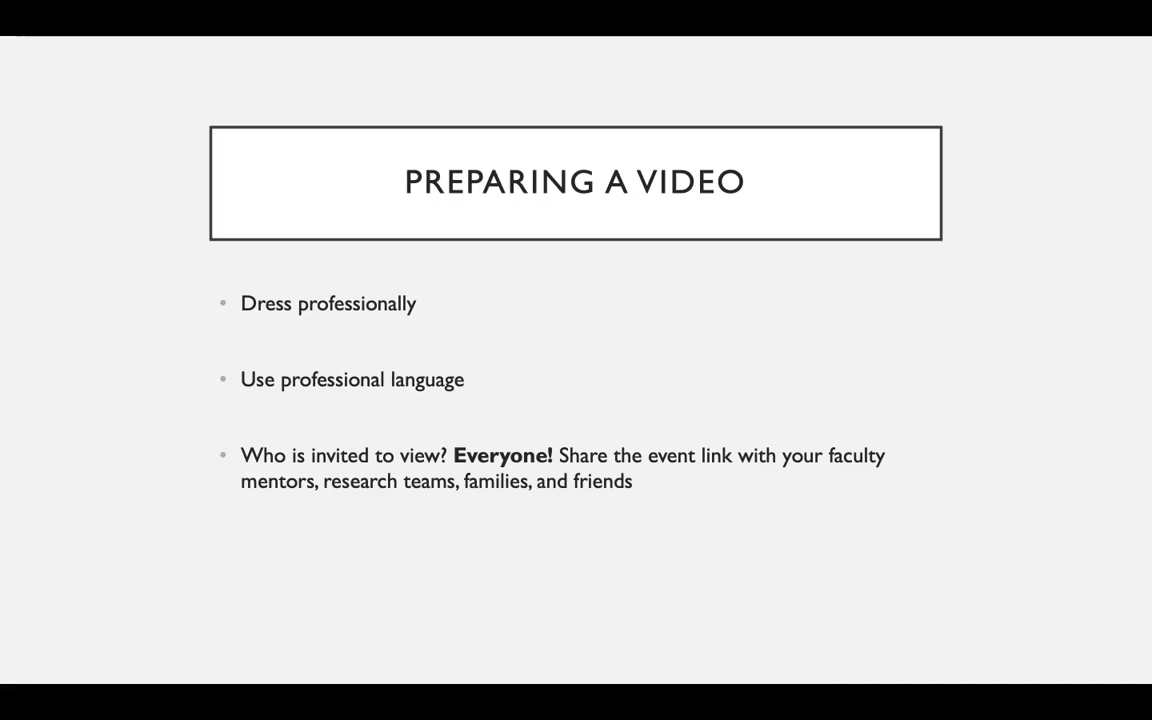 PREPARING A VIDEO
• Dress professionally
• Use professional language
• Who is invited to view? Everyone! Share the event link with your faculty
mentors, research teams, families, and friends